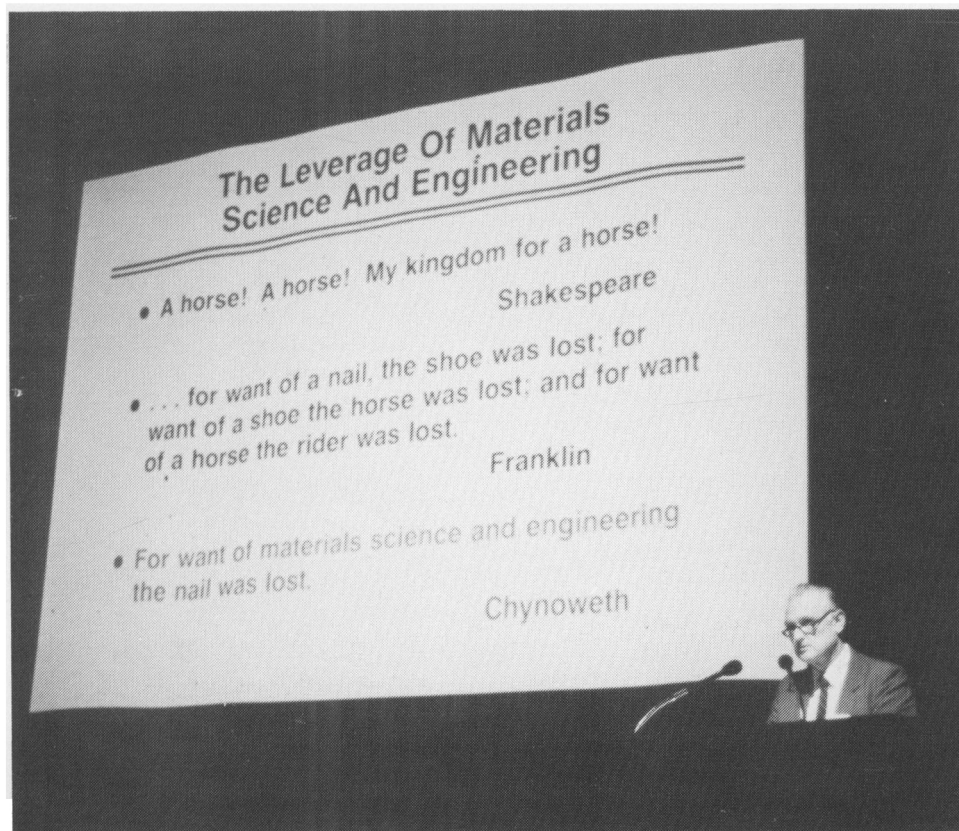 The Leverage Of Materials
Science And Engineering
• A horse! A horse! My kingdom for a horse!
Shakespeare
• . . . for want of a nail, the shoe was lost; for
want of a shoe the horse was lost; and for want
of a horse the rider was lost.
Franklin
• For want of materials science and engineering
the nail was lost.
Chynoweth